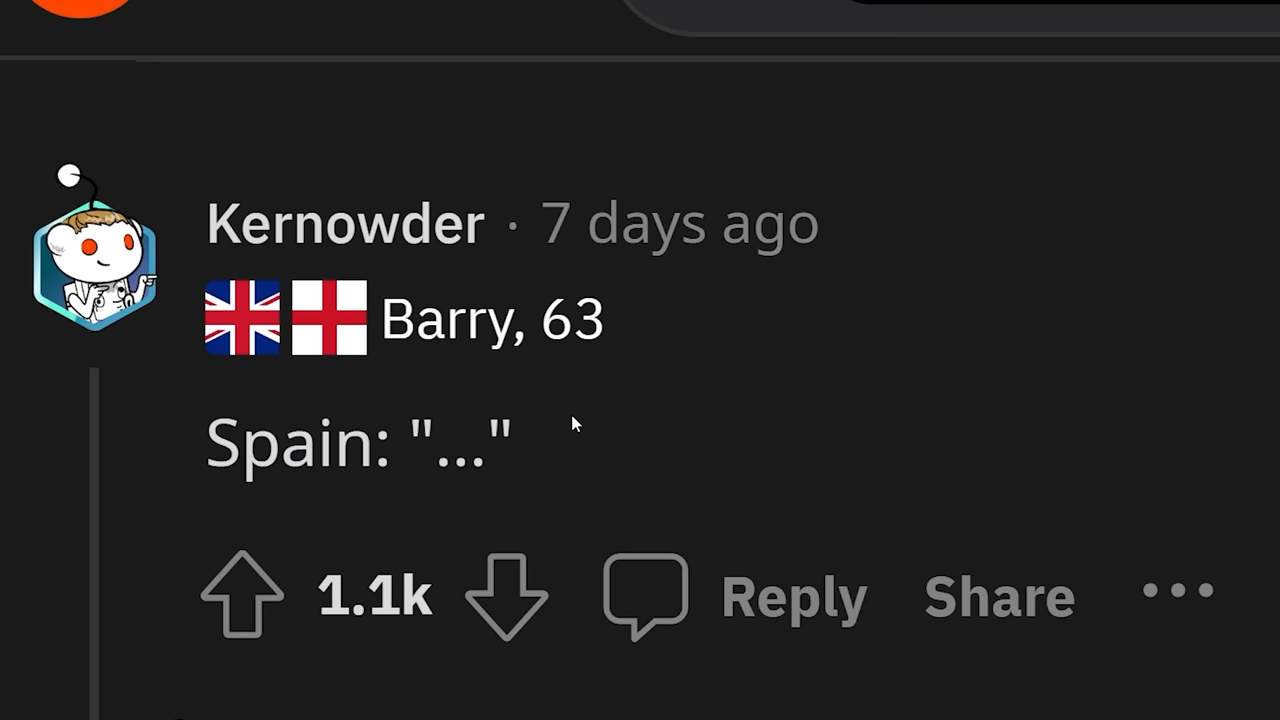 Kernowder · 7 days ago
🇬🇧🏴󠁧󠁢󠁥󠁮󠁧󠁿 Barry, 63
Spain: "..."
1.1k Reply Share ...